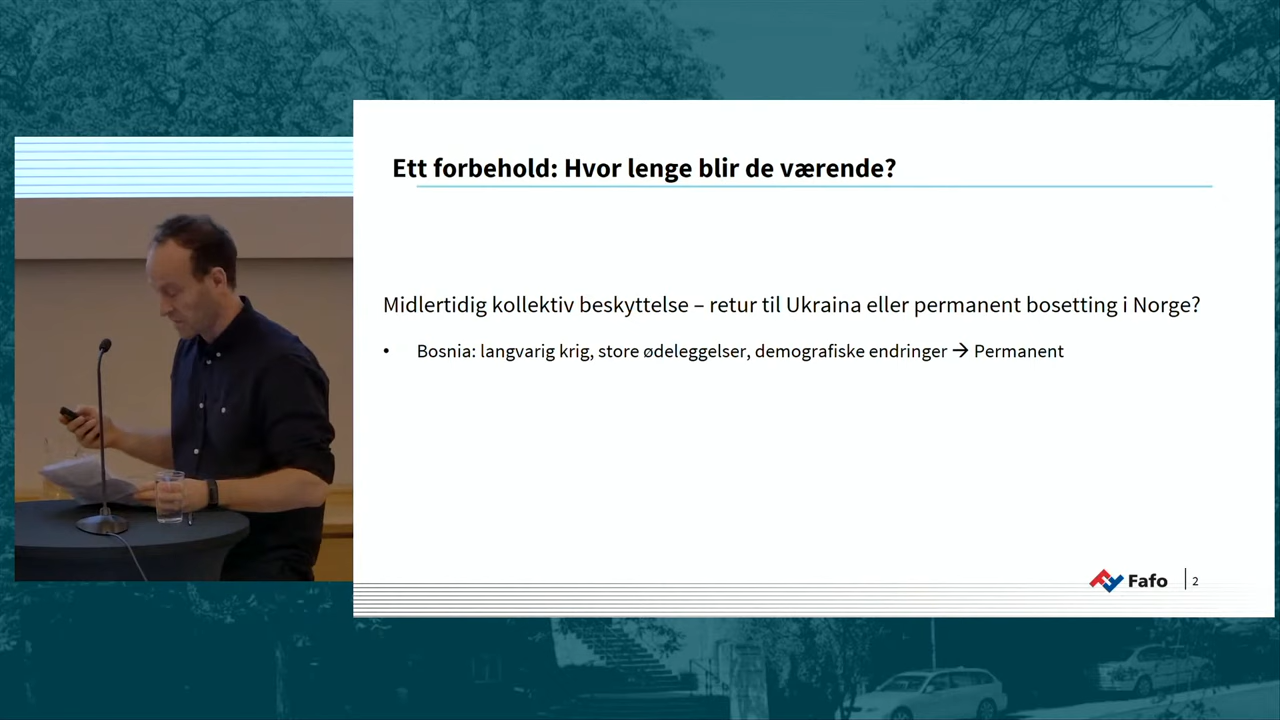 Ett forbehold: Hvor lenge blir de værende?
Midlertidig kollektiv beskyttelse – retur til Ukraina eller permanent bosetting i Norge?
• Bosnia: langvarig krig, store ødeleggelser, demografiske endringer → Permanent
Fafo | 2